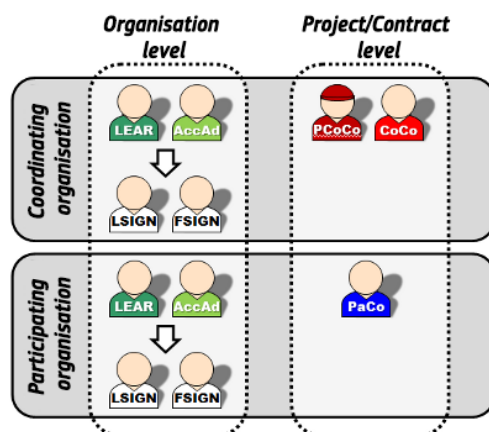 Organisation
level
Project/Contract
level
Coordinating
organisation
LEAR AccAd PCoCo CoCo
LSIGN FSIGN
Participating
organisation
LEAR AccAd PaCo
LSIGN FSIGN